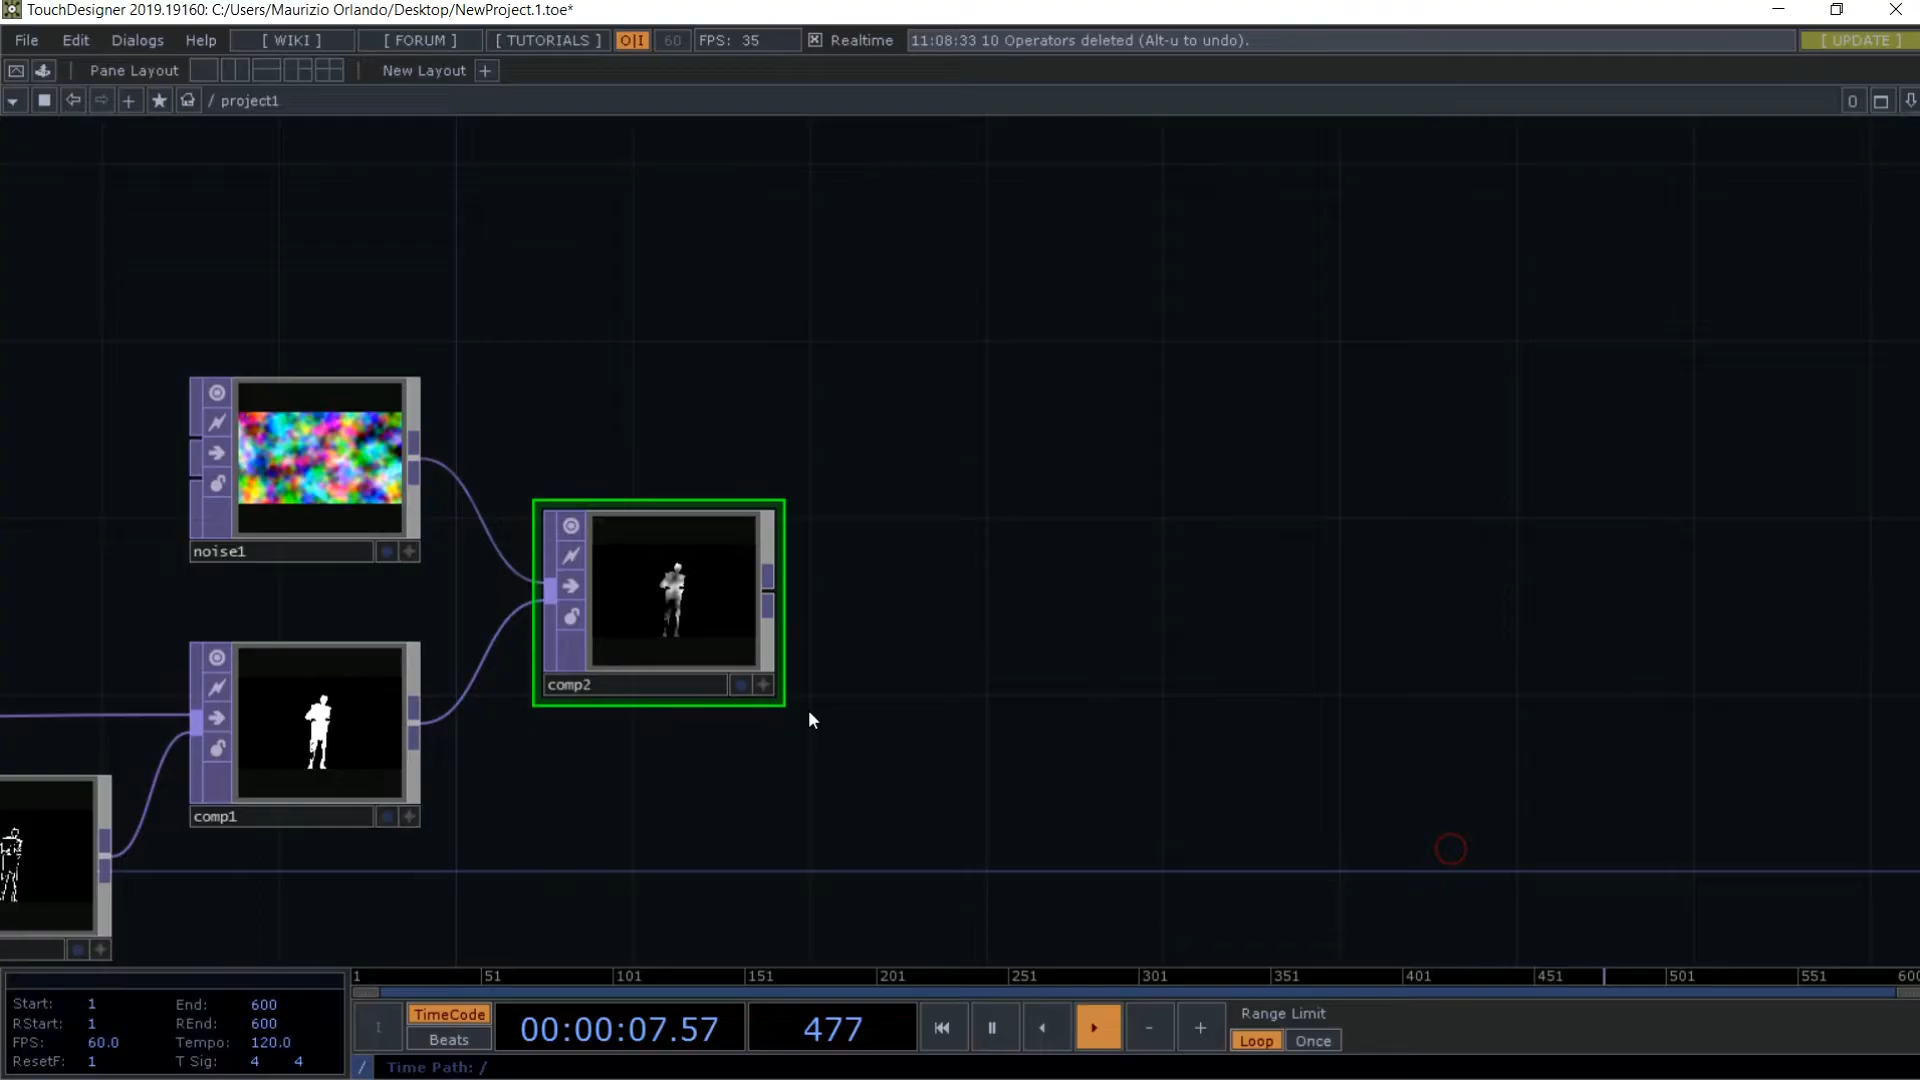 TouchDesigner 2019.19160: C:/Users/Maurizio Orlando/Desktop/NewProject.1.toe*
File Edit Dialogs Help [ WIKI ] [ FORUM ] [ TUTORIALS ] O|I 60 FPS: 35 Realtime 11:08:33 10 Operators deleted (Alt-u to undo). [ UPDATE ]
Pane Layout New Layout +
/ project1 0
noise1
comp2
comp1
1 51 101 151 201 251 301 351 401 451 501 551 600
Start: 1 End: 600
RStart: 1 REnd: 600
FPS: 60.0 Tempo: 120.0
ResetF: 1 T Sig: 4 4
TimeCode
Beats
00:00:07.57 477
- +
Range Limit
Loop Once
/ Time Path: /